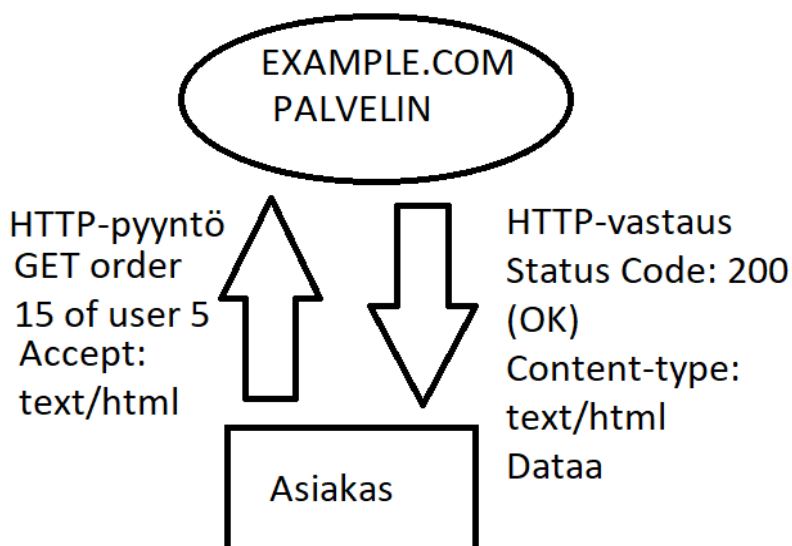 EXAMPLE.COM
PALVELIN
HTTP-pyyntö
GET order
15 of user 5
Accept:
text/html
HTTP-vastaus
Status Code: 200
(OK)
Content-type:
text/html
Dataa
Asiakas